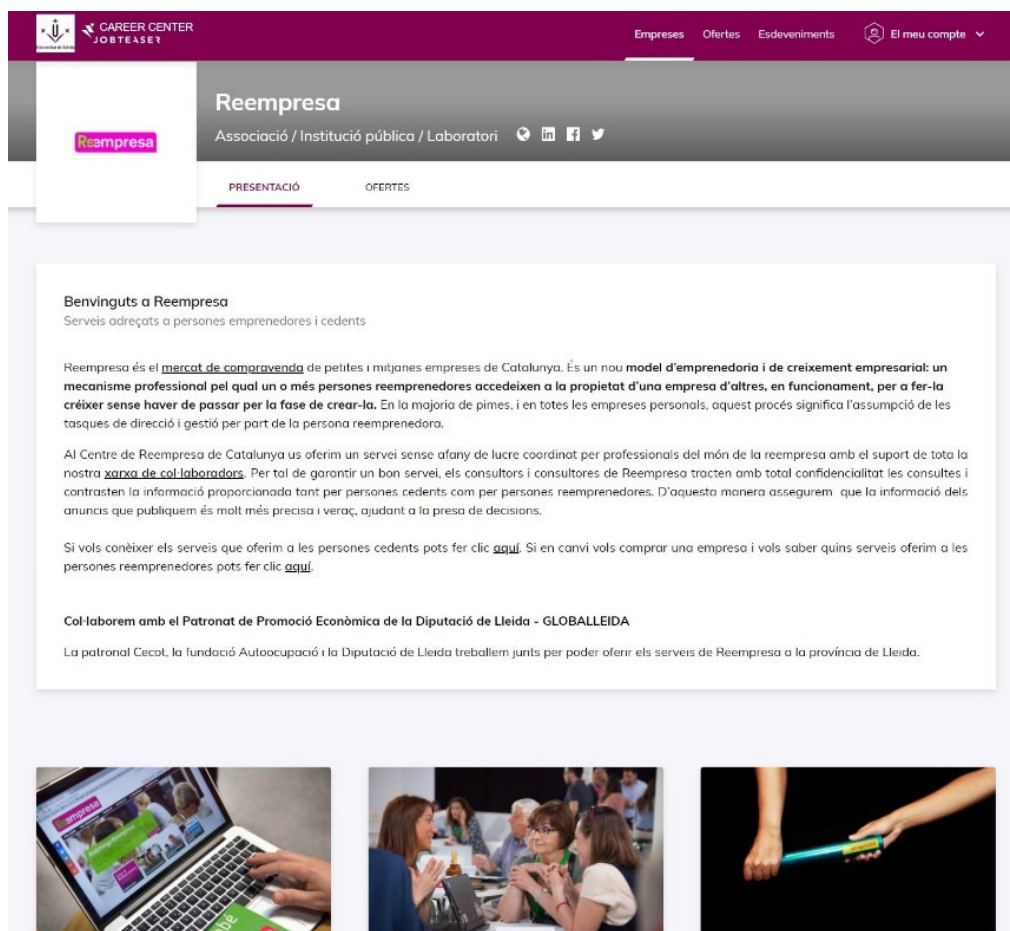 CAREER CENTER
JOBTEASER
Empreses
Ofertes
Esdeveniments
El meu compte
Universitat de Lleida
Reempresa
Reempresa
Associació / Institució pública / Laboratori
PRESENTACIÓ
OFERTES
Benvinguts a Reempresa
Serveis adreçats a persones emprenedores i cedents
Reempresa és el mercat de compravenda de petites i mitjanes empreses de Catalunya. És un nou model d'emprenedoria i de creixement empresarial: un
mecanisme professional pel qual un o més persones reemprenedores accedeixen a la propietat d'una empresa d'altres, en funcionament, per a fer-la
créixer sense haver de passar per la fase de crear-la. En la majoria de pimes, i en totes les empreses personals, aquest procés significa l'assumpció de les
tasques de direcció i gestió per part de la persona reemprenedora.
Al Centre de Reempresa de Catalunya us oferim un servei sense afany de lucre coordinat per professionals del món de la reempresa amb el suport de tota la
nostra xarxa de col·laboradors. Per tal de garantir un bon servei, els consultors i consultores de Reempresa tracten amb total confidencialitat les consultes i
contrasten la informació proporcionada tant per persones cedents com per persones reemprenedores. D'aquesta manera assegurem que la informació dels
anuncis que publiquem és molt més precisa i veraç, ajudant a la presa de decisions.
Si vols conèixer els serveis que oferim a les persones cedents pots fer clic aquí. Si en canvi vols comprar una empresa i vols saber quins serveis oferim a les
persones reemprenedores pots fer clic aquí.
Col·laborem amb el Patronat de Promoció Econòmica de la Diputació de Lleida - GLOBALLEIDA
La patronal Cecot, la fundació Autoocupació i la Diputació de Lleida treballem junts per poder oferir els serveis de Reempresa a la província de Lleida.
Reempresa